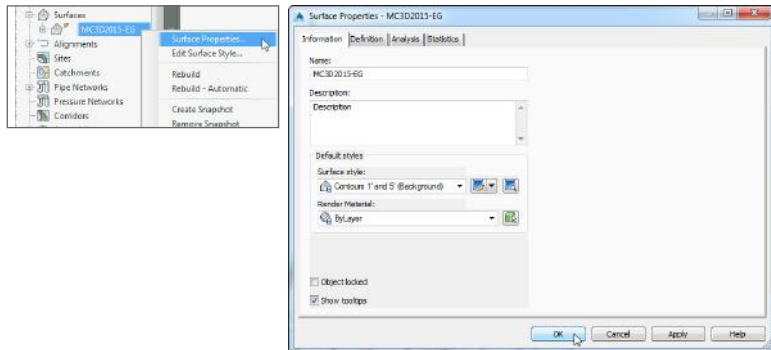 Surfaces
MC3D2015-EG
Alignments
Sites
Catchments
Pipe Networks
Pressure Networks
Corridors
Surface Properties...
Edit Surface Style...
Rebuild
Rebuild - Automatic
Create Snapshot
Remove Snapshot
Surface Properties - MC3D2015-EG
Information Definition Analysis Statistics
Name:
MC3D2015-EG
Description:
Description
Default styles
Surface style:
Contours 1' and 5' (Background)
Render Material:
ByLayer
Object locked
Show tooltips
OK Cancel Apply Help